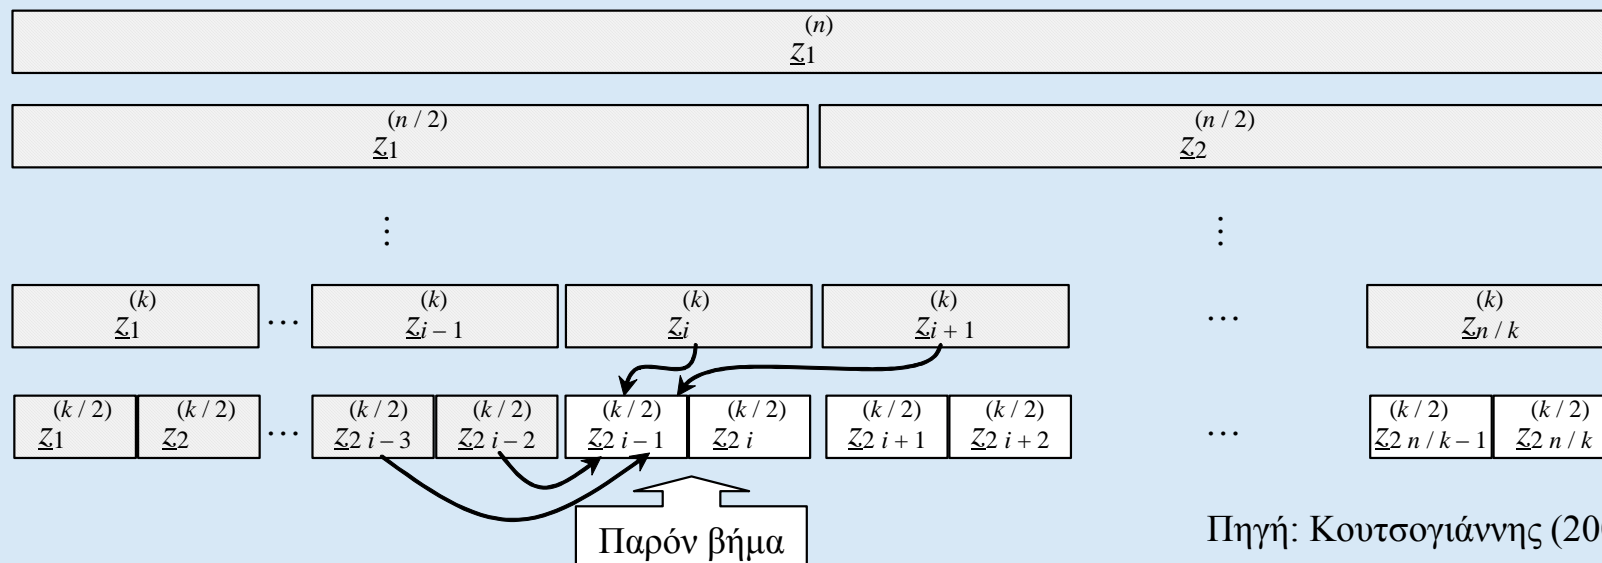 z1(n)
z1(n / 2) z2(n / 2)
⋮ ⋮
z1(k) … zi – 1(k) zi(k) zi + 1(k) … zn / k(k)
z1(k / 2) z2(k / 2) … z2 i – 3(k / 2) z2 i – 2(k / 2) z2 i – 1(k / 2) z2 i(k / 2) z2 i + 1(k / 2) z2 i + 2(k / 2) … z2 n / k – 1(k / 2) z2 n / k(k / 2)
Παρόν βήμα
Πηγή: Κουτσογιάννης